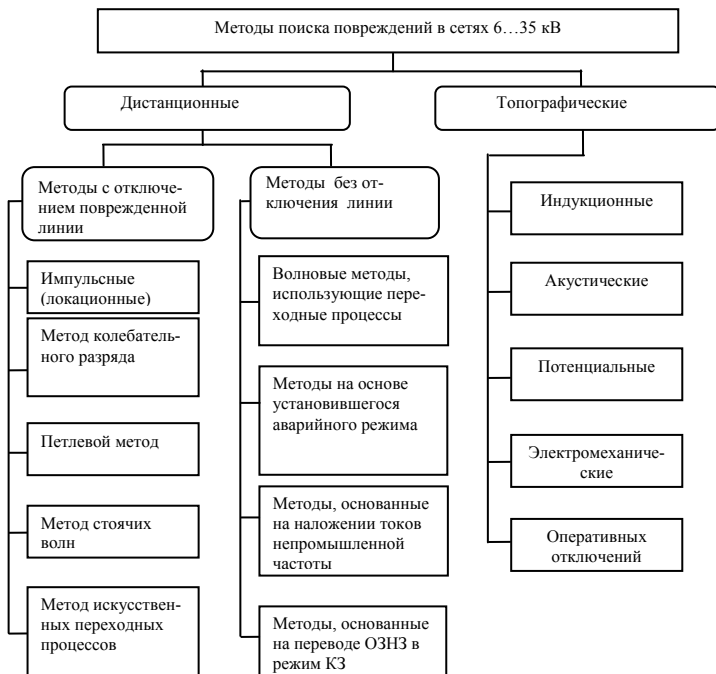 Методы поиска повреждений в сетях 6…35 кВ
Дистанционные
Топографические
Методы с отключе-
нием поврежденной
линии
Импульсные
(локационные)
Метод колебатель-
ного разряда
Петлевой метод
Метод стоячих
волн
Метод искусствен-
ных переходных
процессов
Методы без от-
ключения линии
Волновые методы,
использующие пере-
ходные процессы
Методы на основе
установившегося
аварийного режима
Методы, основанные
на наложении токов
непромышленной
частоты
Методы, основанные
на переводе ОЗНЗ в
режим КЗ
Индукционные
Акустические
Потенциальные
Электромеханиче-
ские
Оперативных
отключений